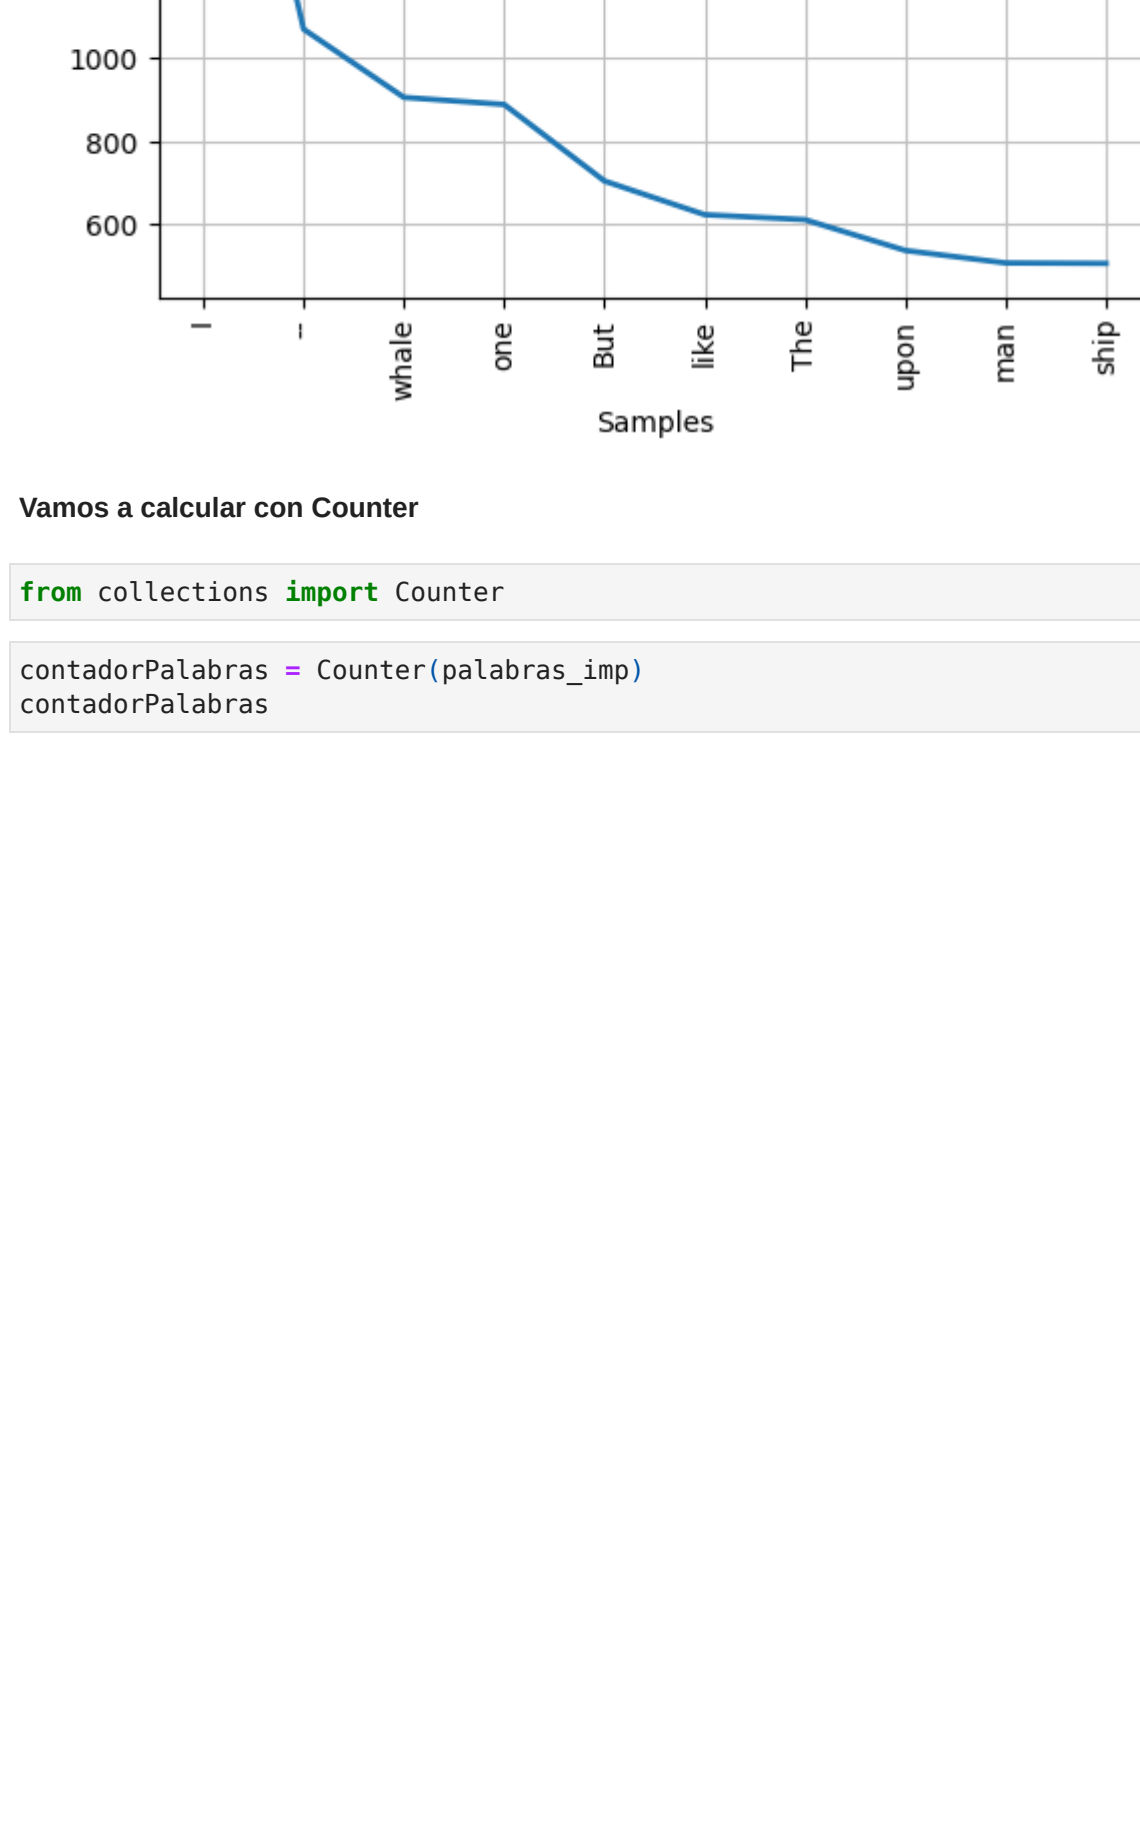 1000
800
600
I
--
whale
one
But
like
The
upon
man
ship
Samples
Vamos a calcular con Counter
from collections import Counter
contadorPalabras = Counter(palabras_imp)
contadorPalabras